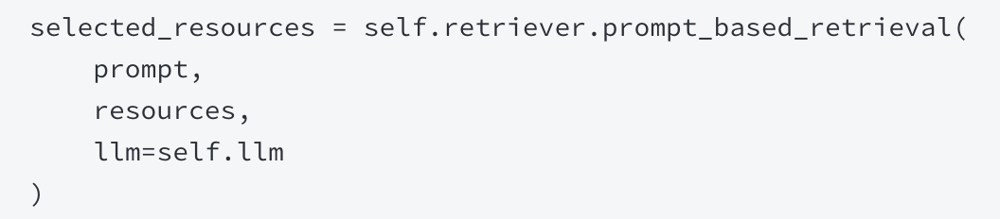 selected_resources = self.retriever.prompt_based_retrieval(
    prompt,
    resources,
    llm=self.llm
)